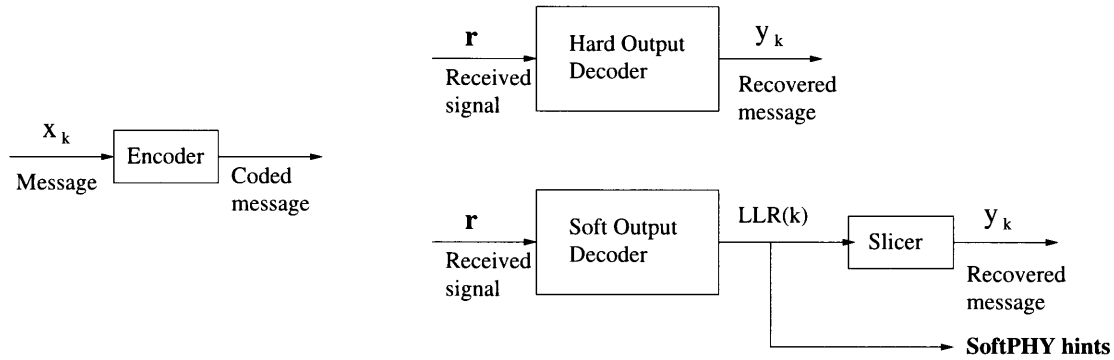 x k
Message
Encoder
Coded
message
r
Received
signal
Hard Output
Decoder
y k
Recovered
message
r
Received
signal
Soft Output
Decoder
LLR(k)
Slicer
y k
Recovered
message
SoftPHY hints